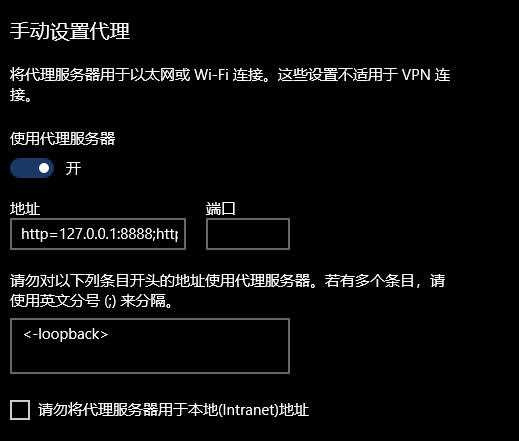 手动设置代理
将代理服务器用于以太网或 Wi-Fi 连接。这些设置不适用于 VPN 连
接。
使用代理服务器
开
地址 端口
http=127.0.0.1:8888;http
请勿对以下列条目开头的地址使用代理服务器。若有多个条目，请
使用英文分号 (;) 来分隔。
<-loopback>
请勿将代理服务器用于本地(Intranet)地址